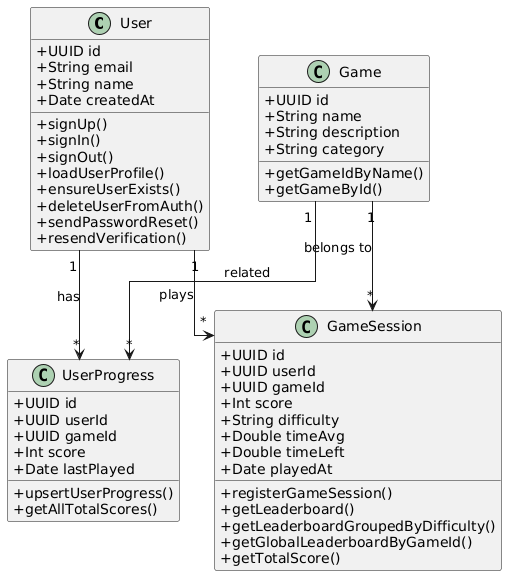 C User
+UUID id
+String email
+String name
+Date createdAt
+signUp()
+signIn()
+signOut()
+loadUserProfile()
+ensureUserExists()
+deleteUserFromAuth()
+sendPasswordReset()
+resendVerification()
C Game
+UUID id
+String name
+String description
+String category
+getGameIdByName()
+getGameById()
1
has
*
1
plays
*
1
related
*
1
belongs to
*
C UserProgress
+UUID id
+UUID userId
+UUID gameId
+Int score
+Date lastPlayed
+upsertUserProgress()
+getAllTotalScores()
C GameSession
+UUID id
+UUID userId
+UUID gameId
+Int score
+String difficulty
+Double timeAvg
+Double timeLeft
+Date playedAt
+registerGameSession()
+getLeaderboard()
+getLeaderboardGroupedByDifficulty()
+getGlobalLeaderboardByGameId()
+getTotalScore()